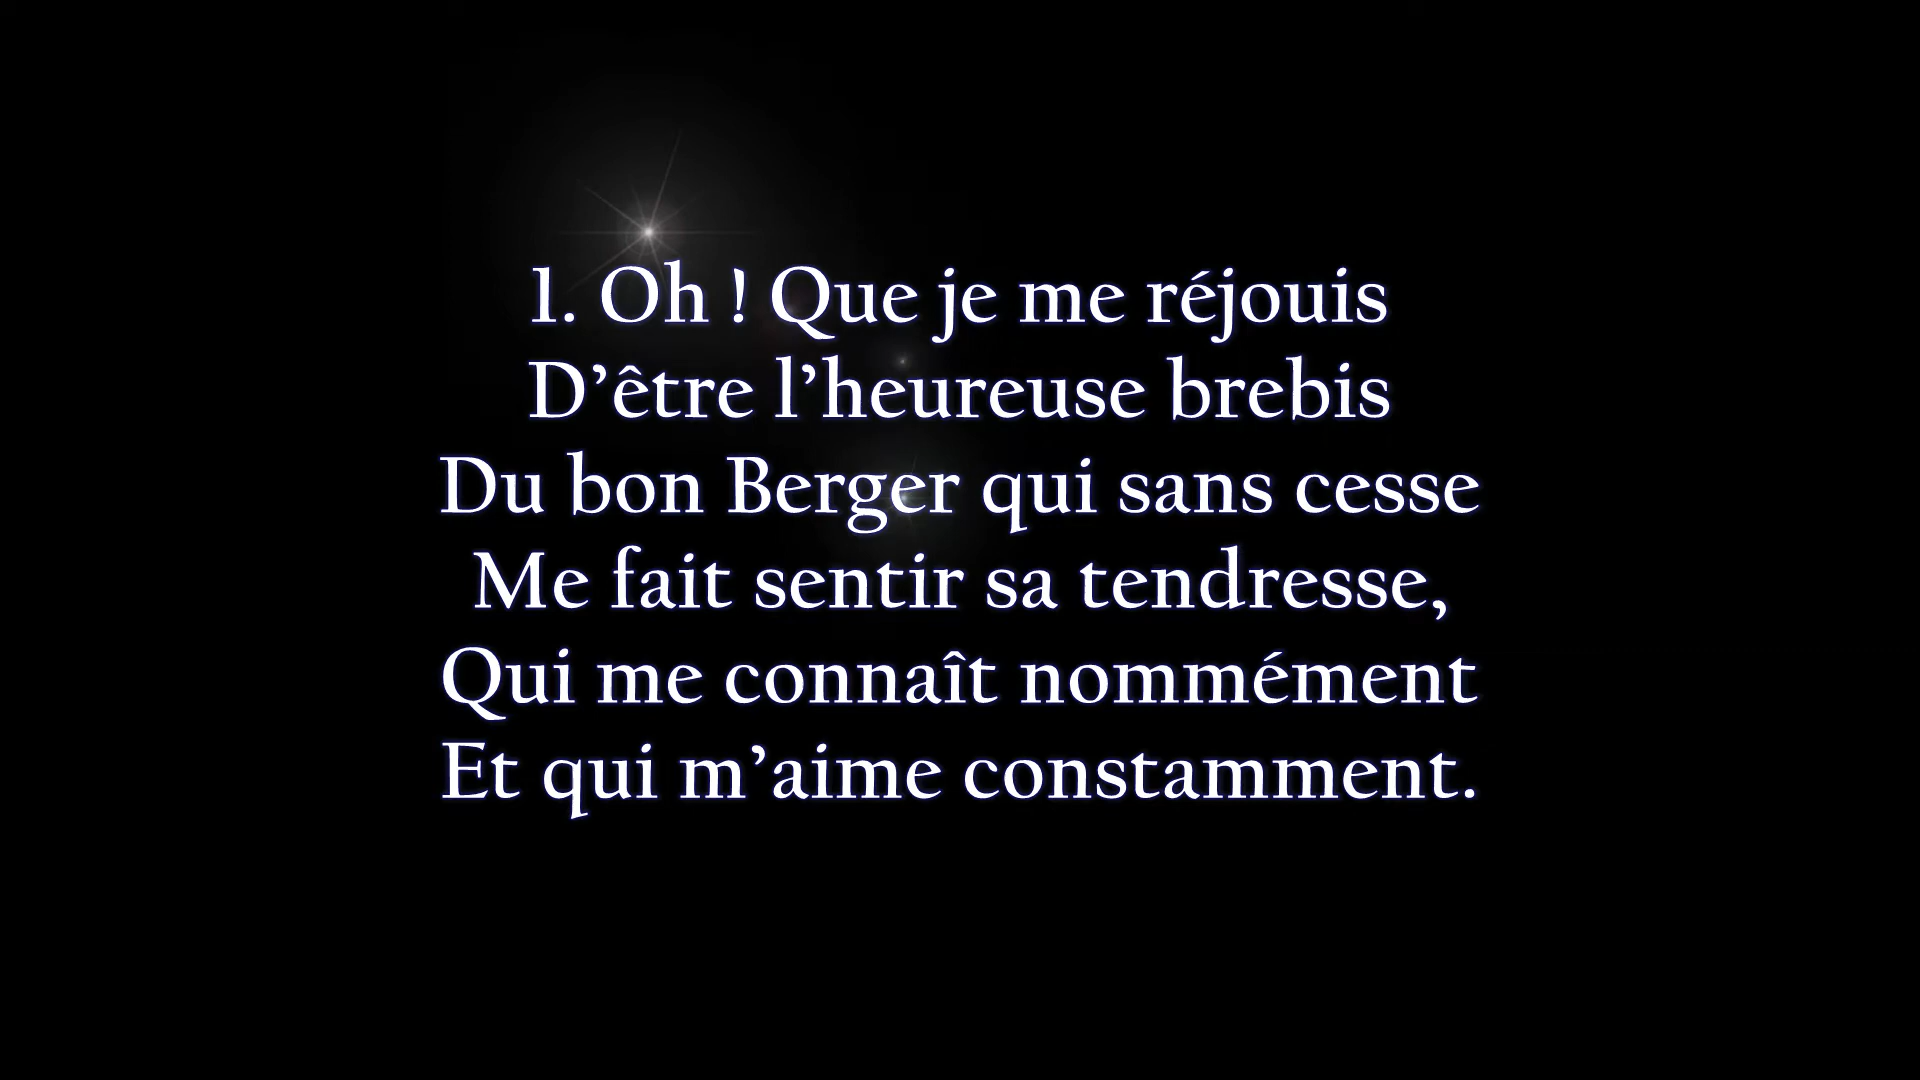 1. Oh ! Que je me réjouis
D’être l’heureuse brebis
Du bon Berger qui sans cesse
Me fait sentir sa tendresse,
Qui me connaît nommément
Et qui m’aime constamment.